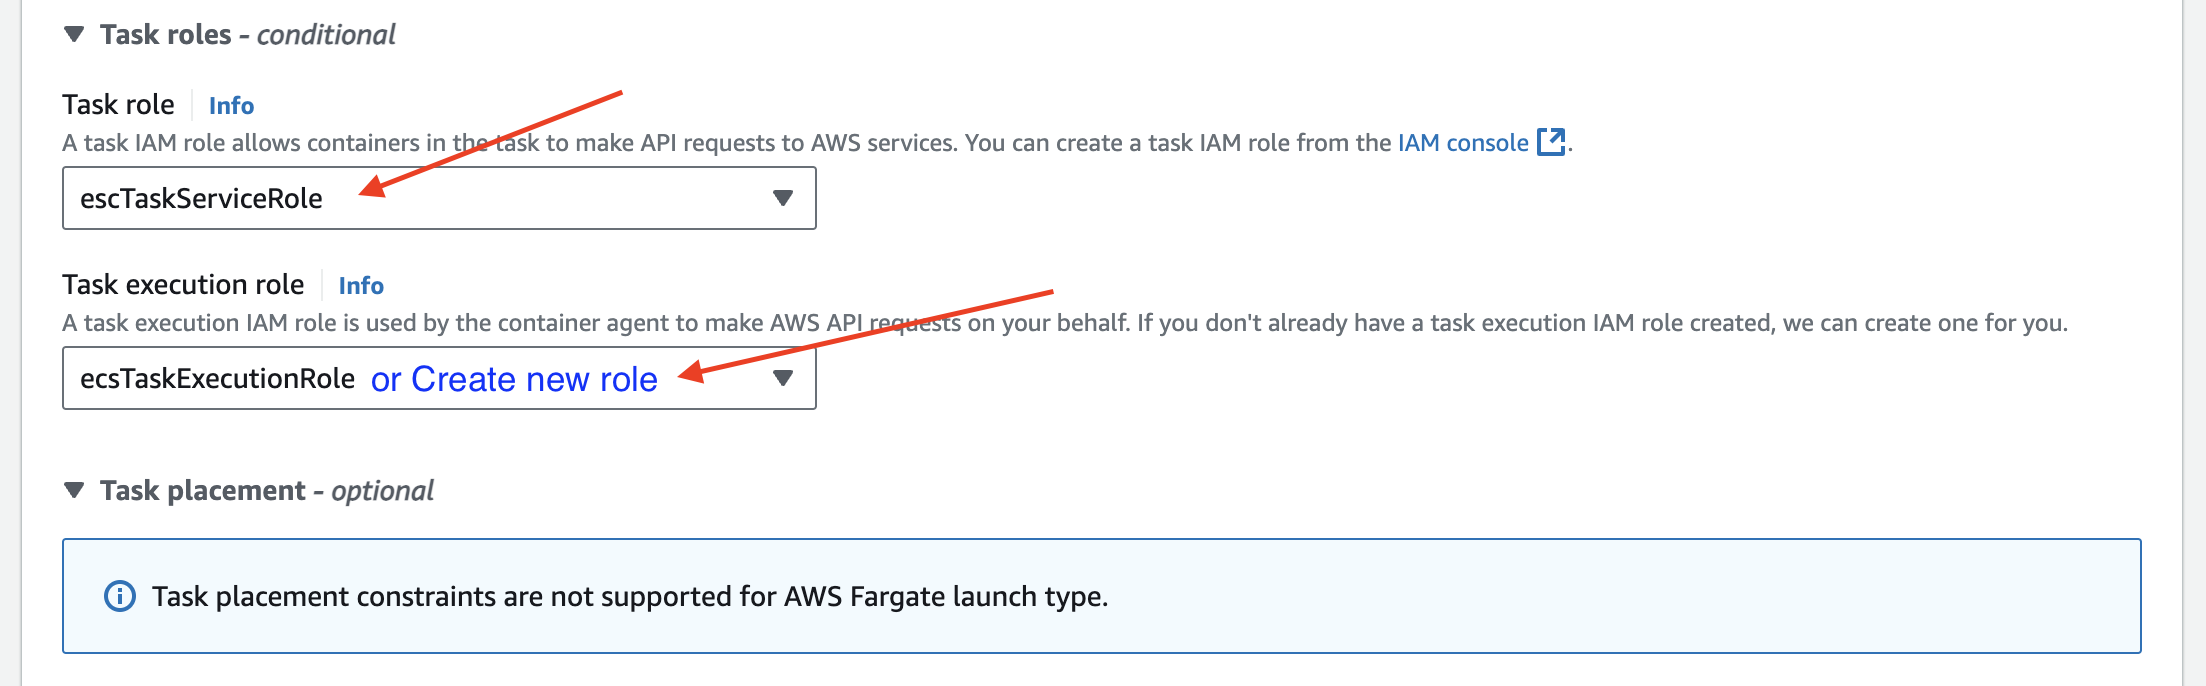 Task roles - conditional
Task role Info
A task IAM role allows containers in the task to make API requests to AWS services. You can create a task IAM role from the IAM console.
escTaskServiceRole
Task execution role Info
A task execution IAM role is used by the container agent to make AWS API requests on your behalf. If you don't already have a task execution IAM role created, we can create one for you.
ecsTaskExecutionRole or Create new role
Task placement - optional
Task placement constraints are not supported for AWS Fargate launch type.